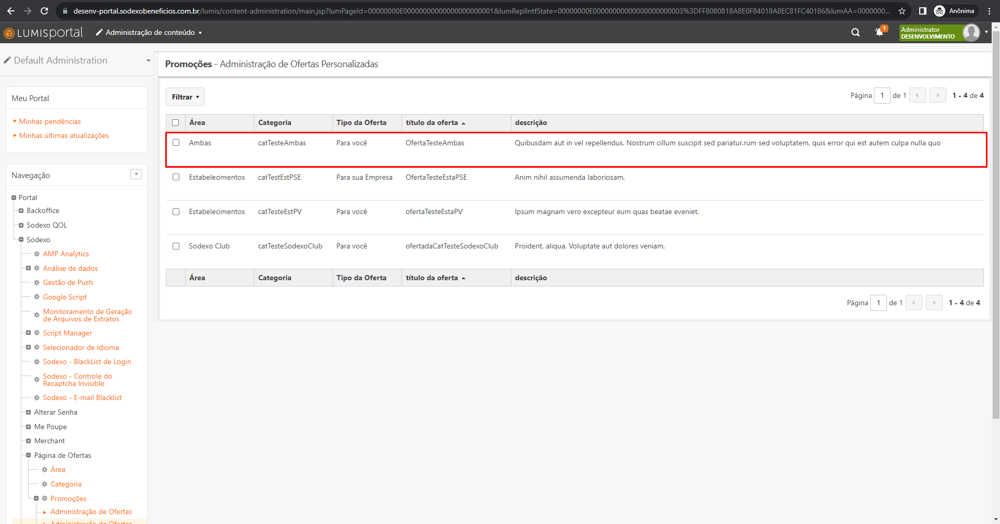 desenv-portal.sodexobeneficios.com.br/lumis/content-administration/main.jsp?lumPageId=00000000E00000000000000000000001&lumReplIntfState=00000000E00000000000000000000003%3DFF8080818A8E0F84018A8EC81FC40186&lumAA=0000000...
Anônima
LUMISportal
Administração de conteúdo
1
Administrator
DESENVOLVIMENTO
Default Administration
Meu Portal
Minhas pendências
Minhas últimas atualizações
Navegação
Portal
Backoffice
Sodexo QOL
Sodexo
AMP Analytics
Análise de dados
Gestão de Push
Google Script
Monitoramento de Geração
de Arquivos de Extratos
Script Manager
Selecionador de Idioma
Sodexo - BlackList de Login
Sodexo - Controle do
Recaptcha Invisible
Sodexo - E-mail Blacklist
Alterar Senha
Me Poupe
Merchant
Página de Ofertas
Área
Categoria
Promoções
Administração de Ofertas
Administração de Ofertas
Promoções - Administração de Ofertas Personalizadas
Filtrar
Página 1 de 1 1 - 4 de 4
Área Categoria Tipo da Oferta título da oferta descrição
Ambas catTesteAmbas Para você OfertaTesteAmbas Quibusdam aut in vel repellendus. Nostrum cillum suscipit sed pariatur.rum sed voluptatem, quis error qui est autem culpa nulla quo
Estabelecimentos catTestEstPSE Para sua Empresa OfertaTesteEstaPSE Anim nihil assumenda laboriosam,
Estabelecimentos catTesteEstPV Para você ofertaTesteEstaPV Ipsum magnam vero excepteur eum quas beatae eveniet,
Sodexo Club catTesteSodexoClub Para você ofertadaCatTesteSodexoClub Proident, aliqua. Voluptate aut dolores veniam,
Área Categoria Tipo da Oferta título da oferta descrição
Página 1 de 1 1 - 4 de 4